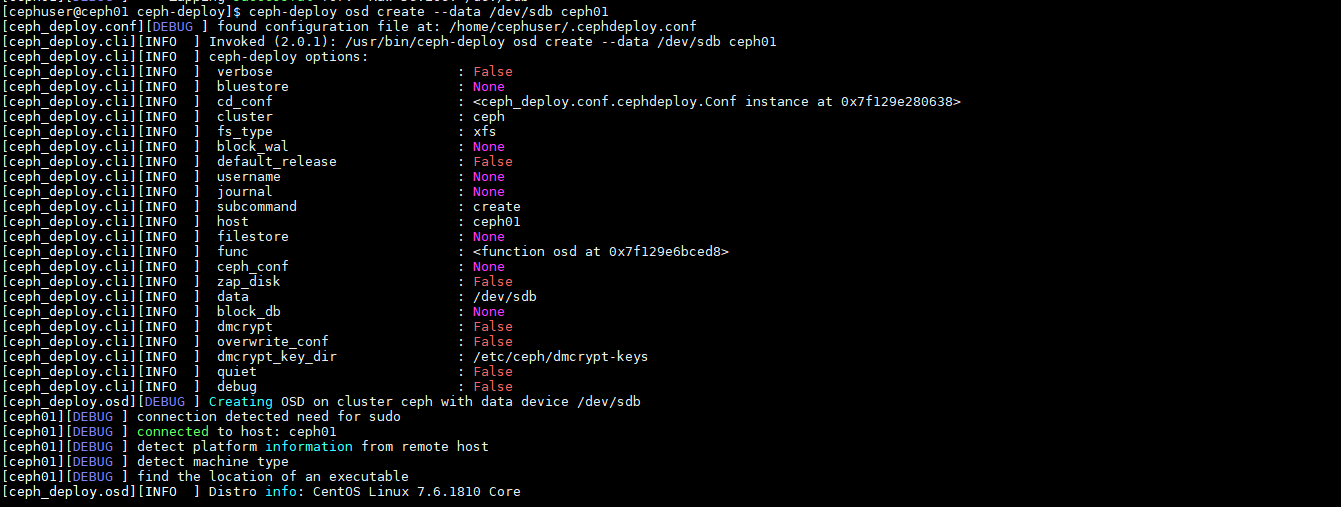 [cephuser@ceph01 ceph-deploy]$ ceph-deploy osd create --data /dev/sdb ceph01
[ceph_deploy.conf][DEBUG ] found configuration file at: /home/cephuser/.cephdeploy.conf
[ceph_deploy.cli][INFO  ] Invoked (2.0.1): /usr/bin/ceph-deploy osd create --data /dev/sdb ceph01
[ceph_deploy.cli][INFO  ] ceph-deploy options:
[ceph_deploy.cli][INFO  ]  verbose                       : False
[ceph_deploy.cli][INFO  ]  bluestore                     : None
[ceph_deploy.cli][INFO  ]  cd_conf                       : <ceph_deploy.conf.cephdeploy.Conf instance at 0x7f129e280638>
[ceph_deploy.cli][INFO  ]  cluster                       : ceph
[ceph_deploy.cli][INFO  ]  fs_type                       : xfs
[ceph_deploy.cli][INFO  ]  block_wal                     : None
[ceph_deploy.cli][INFO  ]  default_release               : False
[ceph_deploy.cli][INFO  ]  username                      : None
[ceph_deploy.cli][INFO  ]  journal                       : None
[ceph_deploy.cli][INFO  ]  subcommand                    : create
[ceph_deploy.cli][INFO  ]  host                          : ceph01
[ceph_deploy.cli][INFO  ]  filestore                     : None
[ceph_deploy.cli][INFO  ]  func                          : <function osd at 0x7f129e6bced8>
[ceph_deploy.cli][INFO  ]  ceph_conf                     : None
[ceph_deploy.cli][INFO  ]  zap_disk                      : False
[ceph_deploy.cli][INFO  ]  data                          : /dev/sdb
[ceph_deploy.cli][INFO  ]  block_db                      : None
[ceph_deploy.cli][INFO  ]  dmcrypt                       : False
[ceph_deploy.cli][INFO  ]  overwrite_conf                : False
[ceph_deploy.cli][INFO  ]  dmcrypt_key_dir               : /etc/ceph/dmcrypt-keys
[ceph_deploy.cli][INFO  ]  quiet                         : False
[ceph_deploy.cli][INFO  ]  debug                         : False
[ceph_deploy.osd][DEBUG ] Creating OSD on cluster ceph with data device /dev/sdb
[ceph01][DEBUG ] connection detected need for sudo
[ceph01][DEBUG ] connected to host: ceph01
[ceph01][DEBUG ] detect platform information from remote host
[ceph01][DEBUG ] detect machine type
[ceph01][DEBUG ] find the location of an executable
[ceph_deploy.osd][INFO  ] Distro info: CentOS Linux 7.6.1810 Core